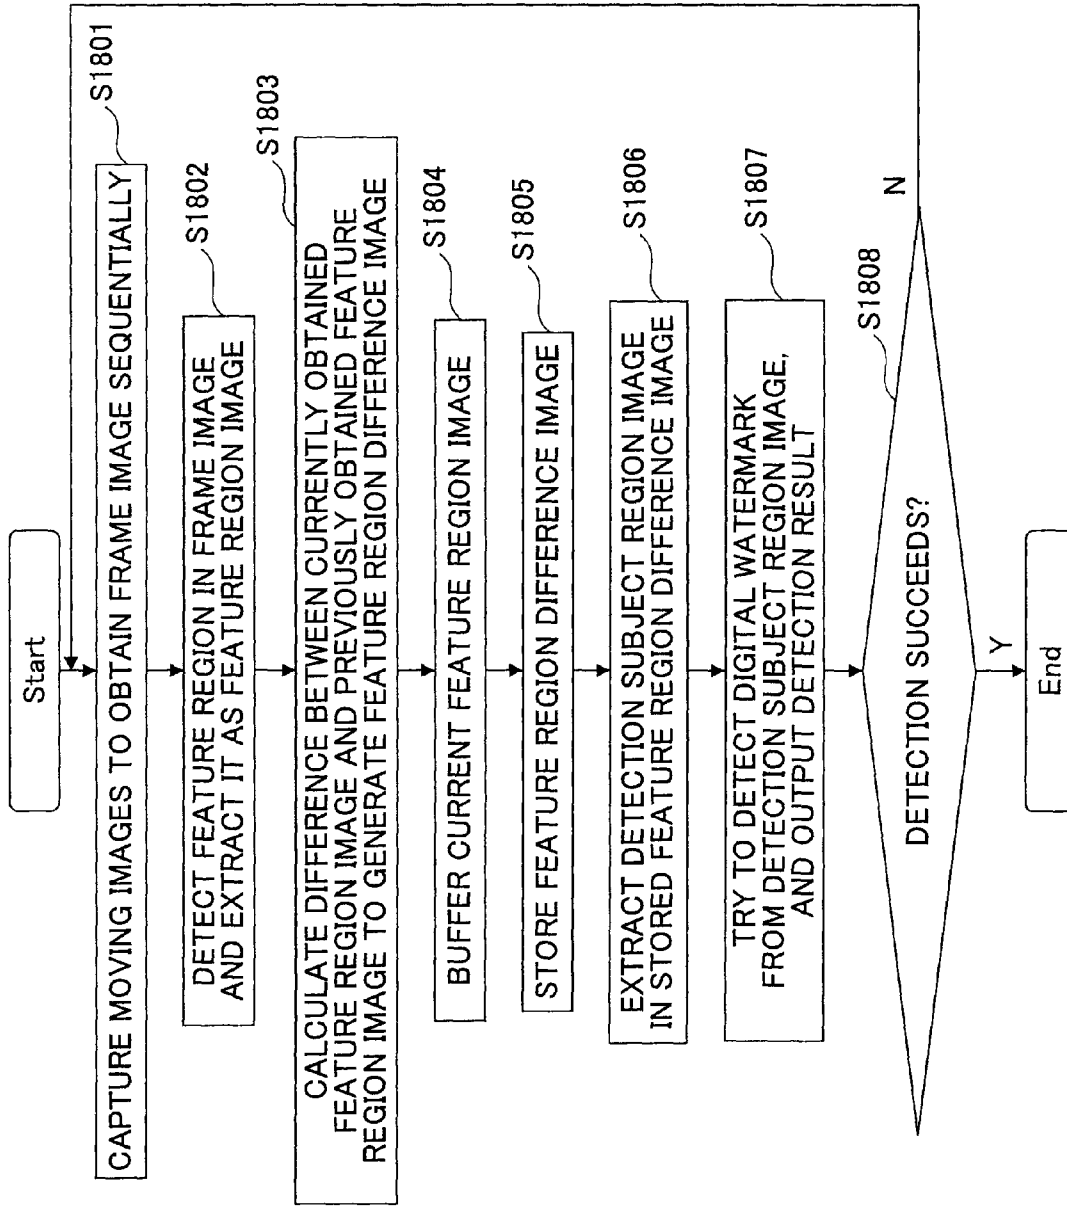 Start
CAPTURE MOVING IMAGES TO OBTAIN FRAME IMAGE SEQUENTIALLY
S1801
DETECT FEATURE REGION IN FRAME IMAGE
AND EXTRACT IT AS FEATURE REGION IMAGE
S1802
CALCULATE DIFFERENCE BETWEEN CURRENTLY OBTAINED
FEATURE REGION IMAGE AND PREVIOUSLY OBTAINED FEATURE
REGION IMAGE TO GENERATE FEATURE REGION DIFFERENCE IMAGE
S1803
BUFFER CURRENT FEATURE REGION IMAGE
S1804
STORE FEATURE REGION DIFFERENCE IMAGE
S1805
EXTRACT DETECTION SUBJECT REGION IMAGE
IN STORED FEATURE REGION DIFFERENCE IMAGE
S1806
TRY TO DETECT DIGITAL WATERMARK
FROM DETECTION SUBJECT REGION IMAGE,
AND OUTPUT DETECTION RESULT
S1807
DETECTION SUCCEEDS?
S1808
N
Y
End